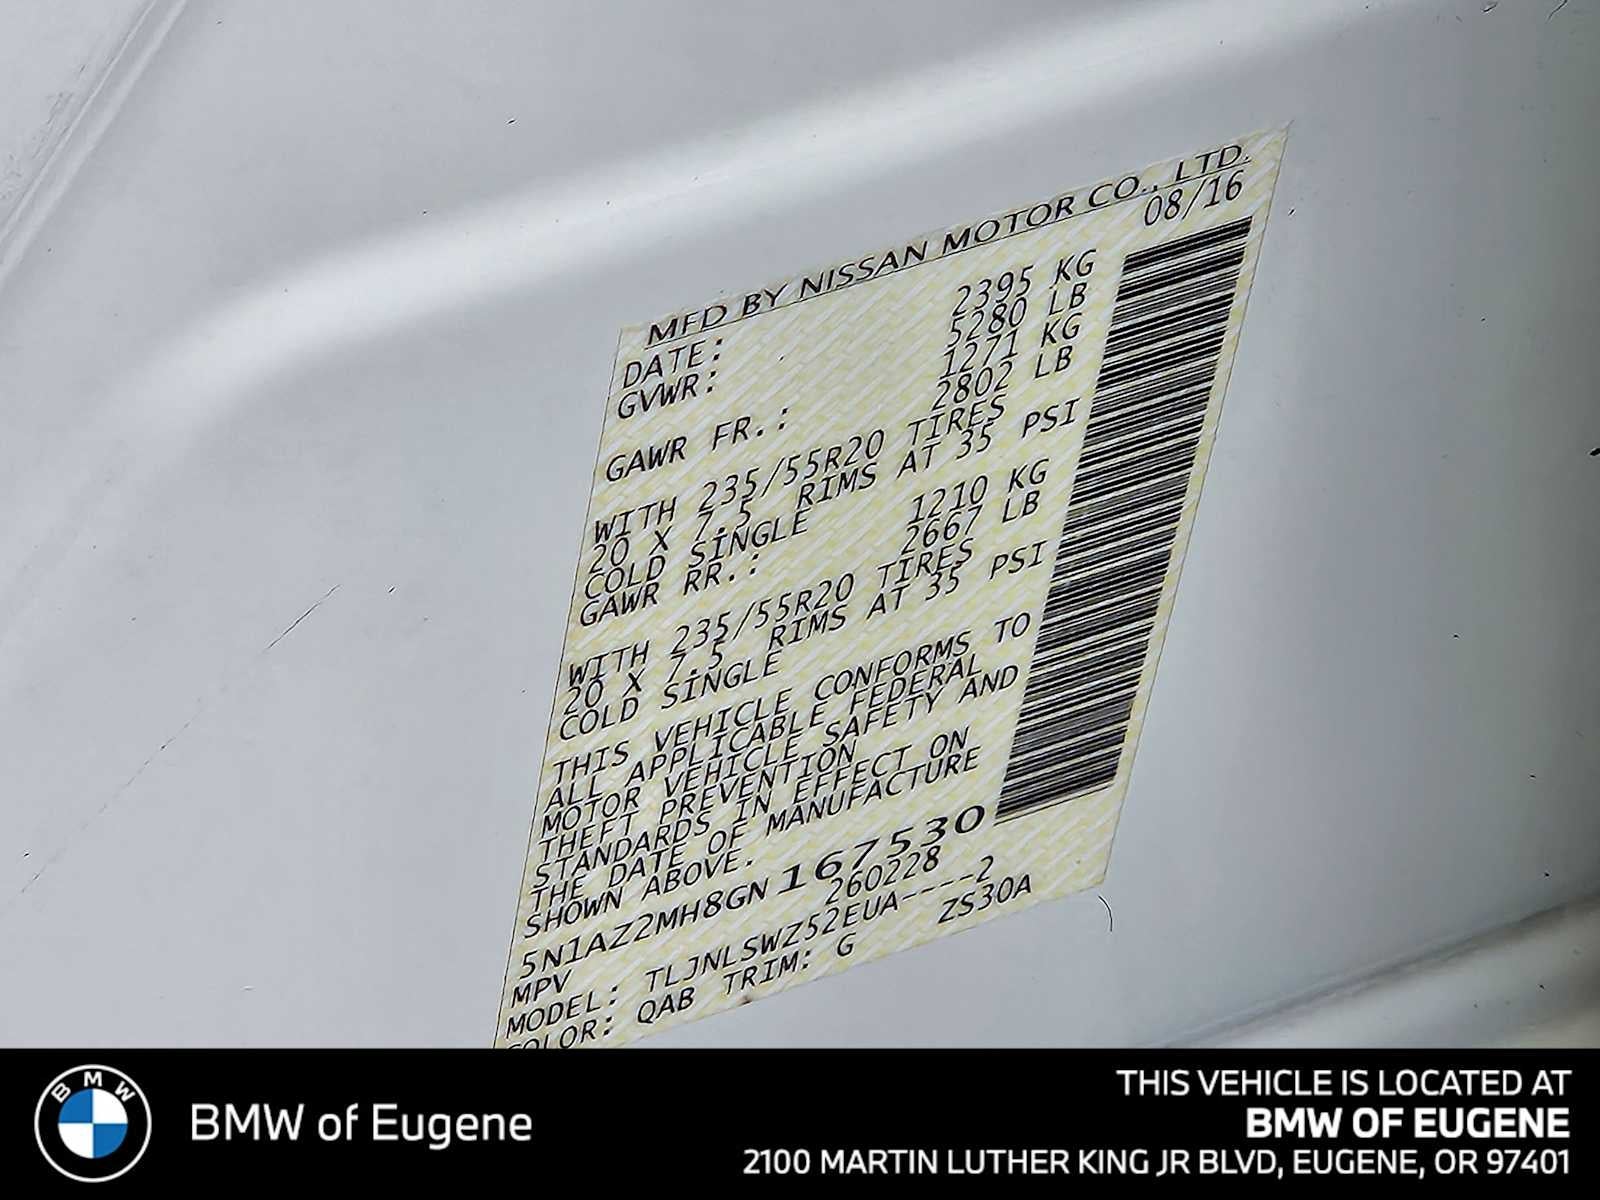 MFD BY NISSAN MOTOR CO., LTD.
DATE: 08/16
GVWR: 2395 KG
5280 LB
GAWR FR.: 1271 KG
2802 LB
WITH 235/55R20 TIRES
20 X 7.5 RIMS AT 35 PSI
COLD SINGLE
GAWR RR.: 1210 KG
2667 LB
WITH 235/55R20 TIRES
20 X 7.5 RIMS AT 35 PSI
COLD SINGLE
THIS VEHICLE CONFORMS TO
ALL APPLICABLE FEDERAL
MOTOR VEHICLE SAFETY AND
THEFT PREVENTION
STANDARDS IN EFFECT ON
THE DATE OF MANUFACTURE
SHOWN ABOVE.
5N1AZ2MH8GN167530
MPV 260228
MODEL: TLJNLSWZ52EUA----2
COLOR: QAB TRIM: G ZS30A
BMW
BMW of Eugene
THIS VEHICLE IS LOCATED AT
BMW OF EUGENE
2100 MARTIN LUTHER KING JR BLVD, EUGENE, OR 97401